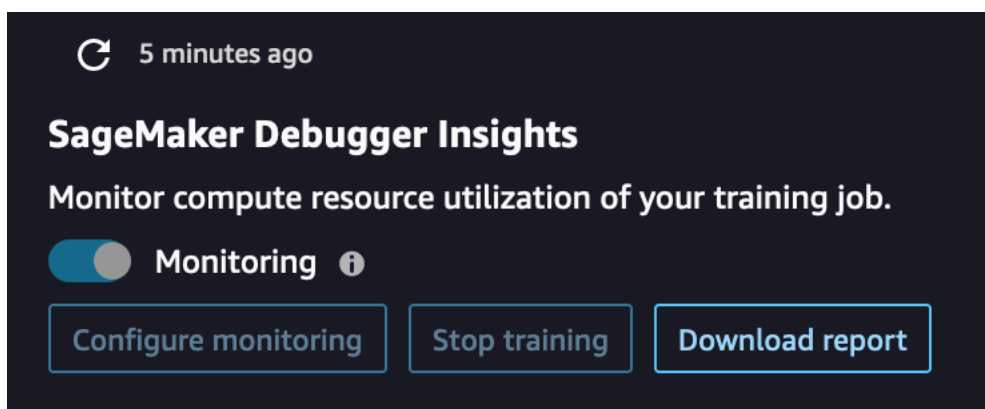 5 minutes ago
SageMaker Debugger Insights
Monitor compute resource utilization of your training job.
Monitoring
Configure monitoring
Stop training
Download report